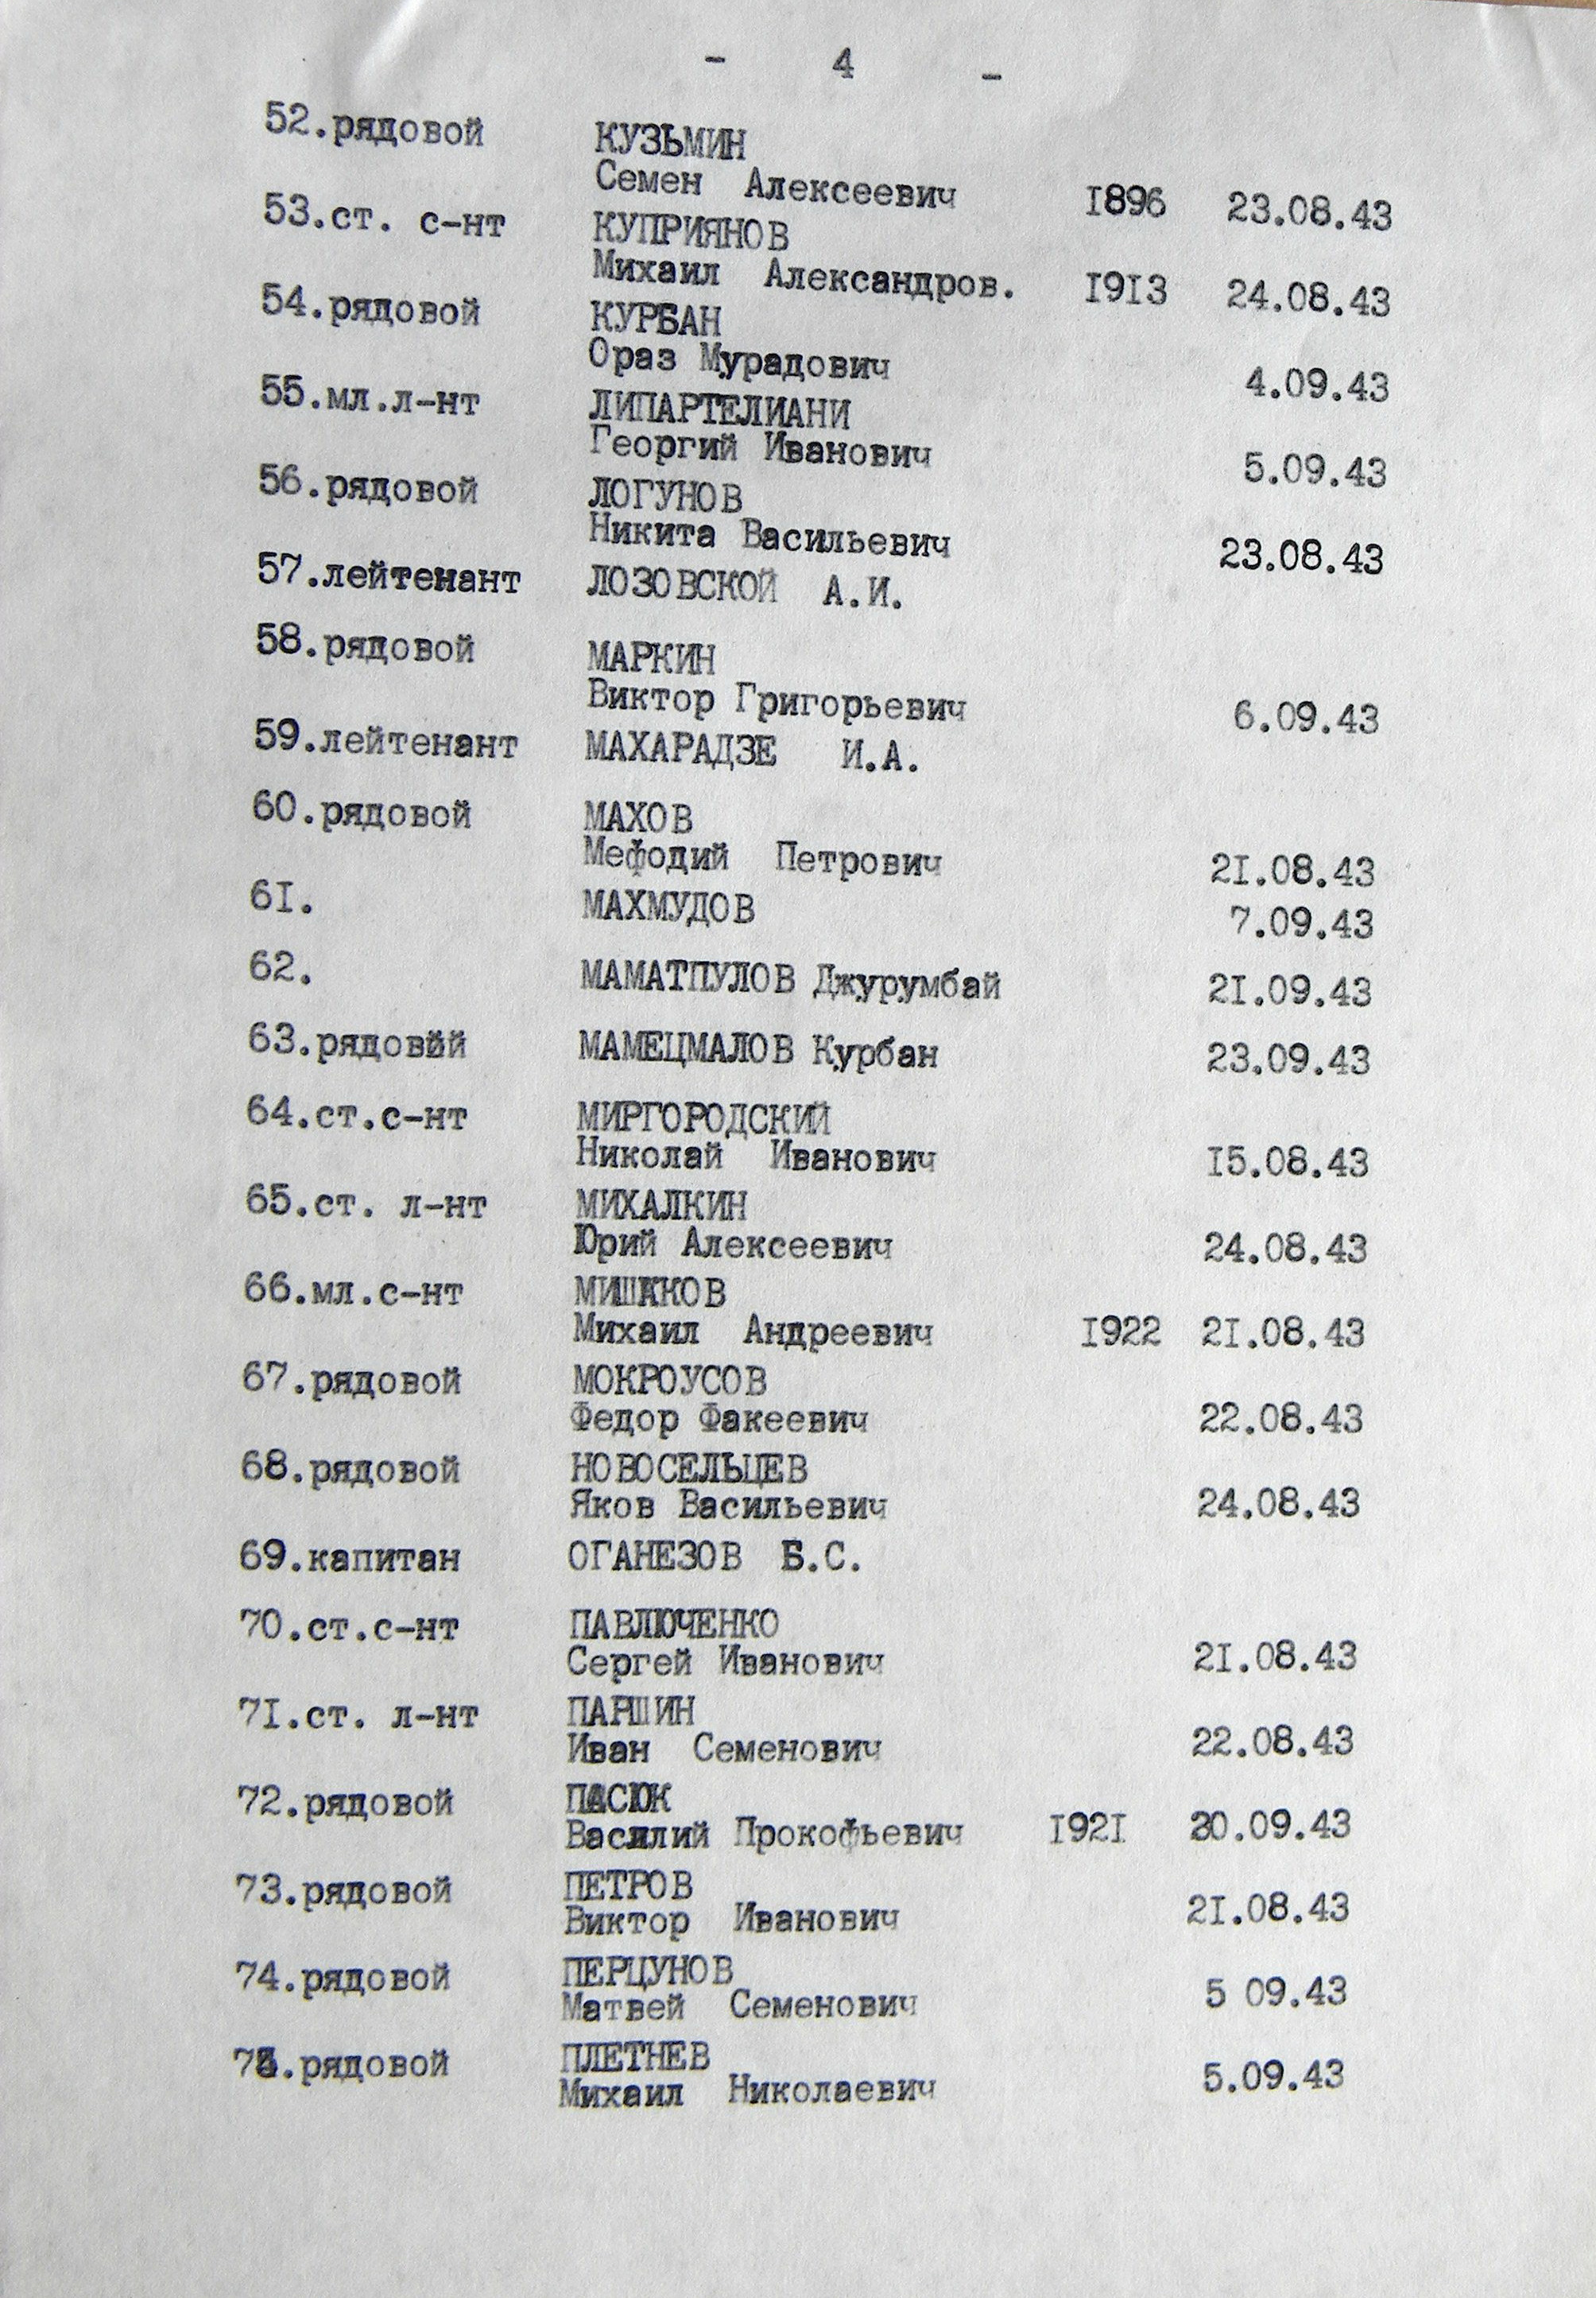 - 4 -
52.рядовой КУЗЬМИН
Семен Алексеевич 1896 23.08.43
53.ст. с-нт КУПРИЯНОВ
Михаил Александров. 1913 24.08.43
54.рядовой КУРБАН
Ораз Мурадович 4.09.43
55.мл.л-нт ЛИПАРТЕЛИАНИ
Георгий Иванович 5.09.43
56.рядовой ЛОГУНОВ
Никита Васильевич 23.08.43
57.лейтенант ЛОЗОВСКОЙ А.И.
58.рядовой МАРКИН
Виктор Григорьевич 6.09.43
59.лейтенант МАХАРАДЗЕ И.А.
60.рядовой МАХОВ
Мефодий Петрович 21.08.43
61. МАХМУДОВ 7.09.43
62. МАМАТПУЛОВ Джурумбай 21.09.43
63.рядовой МАМЕЦМАЛОВ Курбан 23.09.43
64.ст.с-нт МИРГОРОДСКИЙ
Николай Иванович 15.08.43
65.ст. л-нт МИХАЛКИН
Юрий Алексеевич 24.08.43
66.мл.с-нт
Михаил Андреевич 1922 21.08.43
67.рядовой МОКРОУСОВ
Федор Факеевич 22.08.43
68.рядовой НОВОСЕЛЬЦЕВ
Яков Васильевич 24.08.43
69.капитан ОГАНЕЗОВ Б.С.
70.ст.с-нт ПАВЛЮЧЕНКО
Сергей Иванович 21.08.43
71.ст. л-нт ПАРШИН
Иван Семенович 22.08.43
72.рядовой ПАСЮК
Василий Прокофьевич 1921
73.рядовой ПЕТРОВ
Виктор Иванович 21.08.43
74.рядовой ПЕРЦУНОВ
Матвей Семенович 5 09.43
75.рядовой ПЛЕТНЕВ
Михаил Николаевич 5.09.43